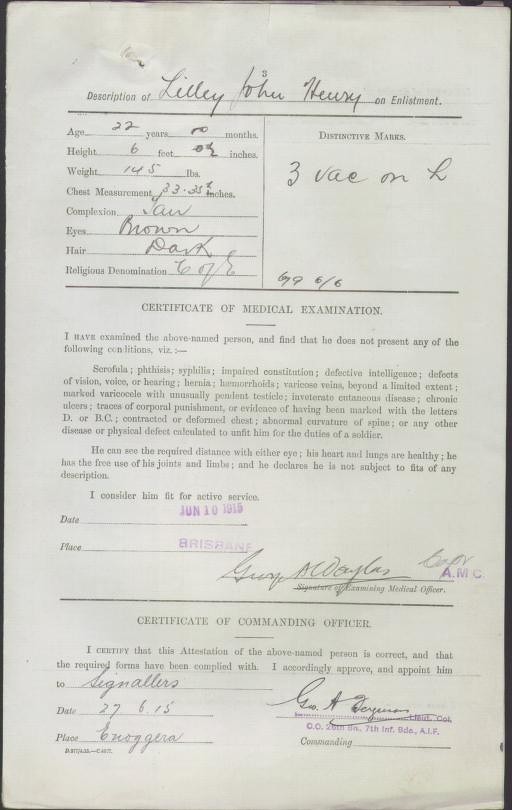 3
Description of Lilley John Henry on Enlistment.
Age 22 years 0 months.
Height 6 feet 0½ inches.
Weight 145 lbs.
Chest Measurement 33-35½ inches.
Complexion Tan
Eyes Brown
Hair Dark
Religious Denomination C of E
DISTINCTIVE MARKS.
3 vac on L
eyes 6/6
CERTIFICATE OF MEDICAL EXAMINATION.
I HAVE examined the above-named person, and find that he does not present any of the
following conditions, viz. :—
Scrofula; phthisis; syphilis; impaired constitution; defective intelligence; defects
of vision, voice, or hearing; hernia; hæmorrhoids; varicose veins, beyond a limited extent;
marked varicocele with unusually pendent testicle; inveterate cutaneous disease; chronic
ulcers; traces of corporal punishment, or evidence of having been marked with the letters
D. or B.C.; contracted or deformed chest; abnormal curvature of spine; or any other
disease or physical defect calculated to unfit him for the duties of a soldier.
He can see the required distance with either eye; his heart and lungs are healthy; he
has the free use of his joints and limbs; and he declares he is not subject to fits of any
description.
I consider him fit for active service.
Date JUN 10 1915
Place BRISBANE
Capt
A.M.C.
Signature of Examining Medical Officer.
CERTIFICATE OF COMMANDING OFFICER.
I CERTIFY that this Attestation of the above-named person is correct, and that
the required forms have been complied with. I accordingly approve, and appoint him
to Signallers
Date 27 6.15
Geo. A Ferguson
Lieut. Col.
C.O. 26th Bn., 7th Inf. Bde., A.I.F.
Place Enoggera
Commanding